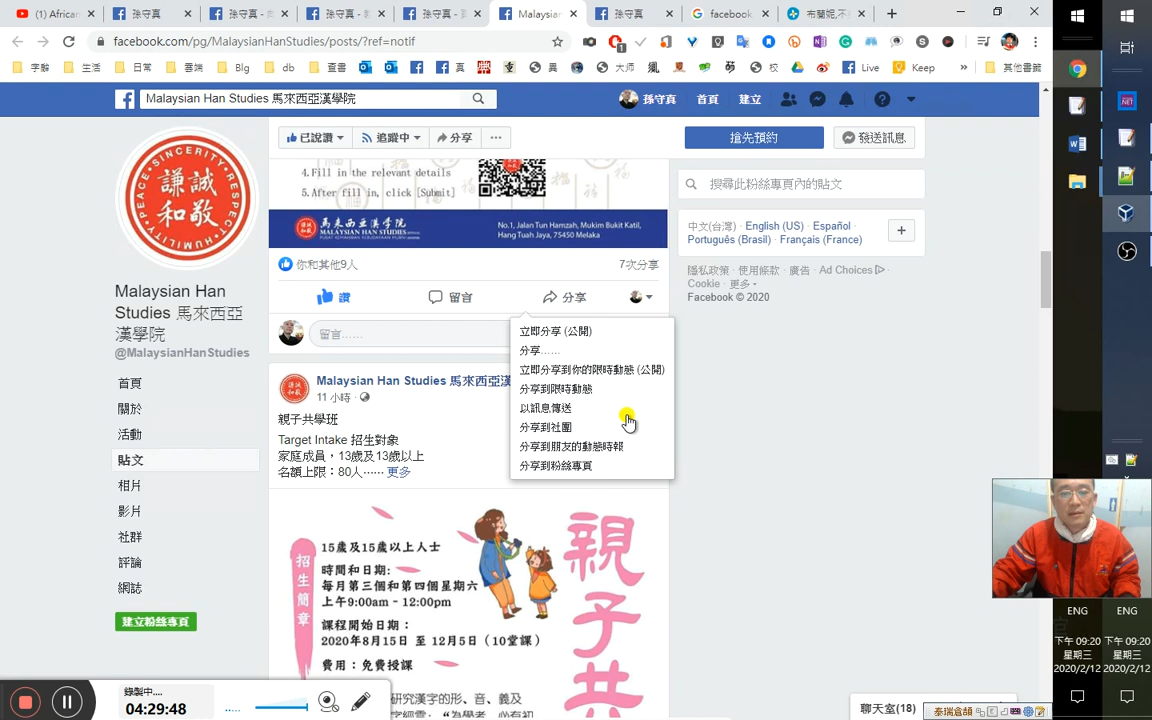 (1) African
孫守真
孫守真 - 
孫守真 - 
孫守真 - 
Malaysian
孫守真
facebook
布蘭妮,不
facebook.com/pg/MalaysianHanStudies/posts/?ref=notif
字辭
生活
日常
雲端
Blg
db
查書
真
異
大师
校
Live
Keep
»
其他書籤
Malaysian Han Studies 馬來西亞漢學院
孫守真
首頁
建立
SINCERITY HUMILITY PEACE RESPECT
謙誠和敬
Malaysian Han
Studies 馬來西亞
漢學院
@MalaysianHanStudies
首頁
關於
活動
貼文
相片
影片
社群
評論
網誌
建立粉絲專頁
已說讚
追蹤中
分享
...
搶先預約
發送訊息
4.Fill in the relevant details
5.After fill in, click [Submit]
馬來西亞漢學院
MALAYSIAN HAN STUDIES
No.1, Jalan Tun Hamzah, Mukim Bukit Katil,
Hang Tuah Jaya, 75450 Melaka
你和其他9人
7次分享
讚
留言
分享
留言……
立即分享 (公開)
分享……
立即分享到你的限時動態 (公開)
分享到限時動態
以訊息傳送
分享到社團
分享到朋友的動態時報
分享到粉絲專頁
Malaysian Han Studies 馬來西亞漢
11 小時 ·
親子共學班
Target Intake 招生對象
家庭成員，13歲及13歲以上
名額上限：80人…… 更多
招生簡章
15歲及15歲以上人士
時間和日期：
每月第三個和第四個星期六
上午9:00am - 12:00pm
課程開始日期：
2020年8月15日 至 12月5日（10堂課）
費用：免費授課
研究漢字的形、音、義及
親子共
搜尋此粉絲專頁內的貼文
中文(台灣) · English (US) · Español ·
Português (Brasil) · Français (France)
隱私政策 · 使用條款 · 廣告 · Ad Choices ·
Cookie · 更多
Facebook © 2020
聊天室(18)
錄製中....
04:29:48
ENG
下午 09:20
星期三
2020/2/12
ENG
下午 09:20
星期三
2020/2/12